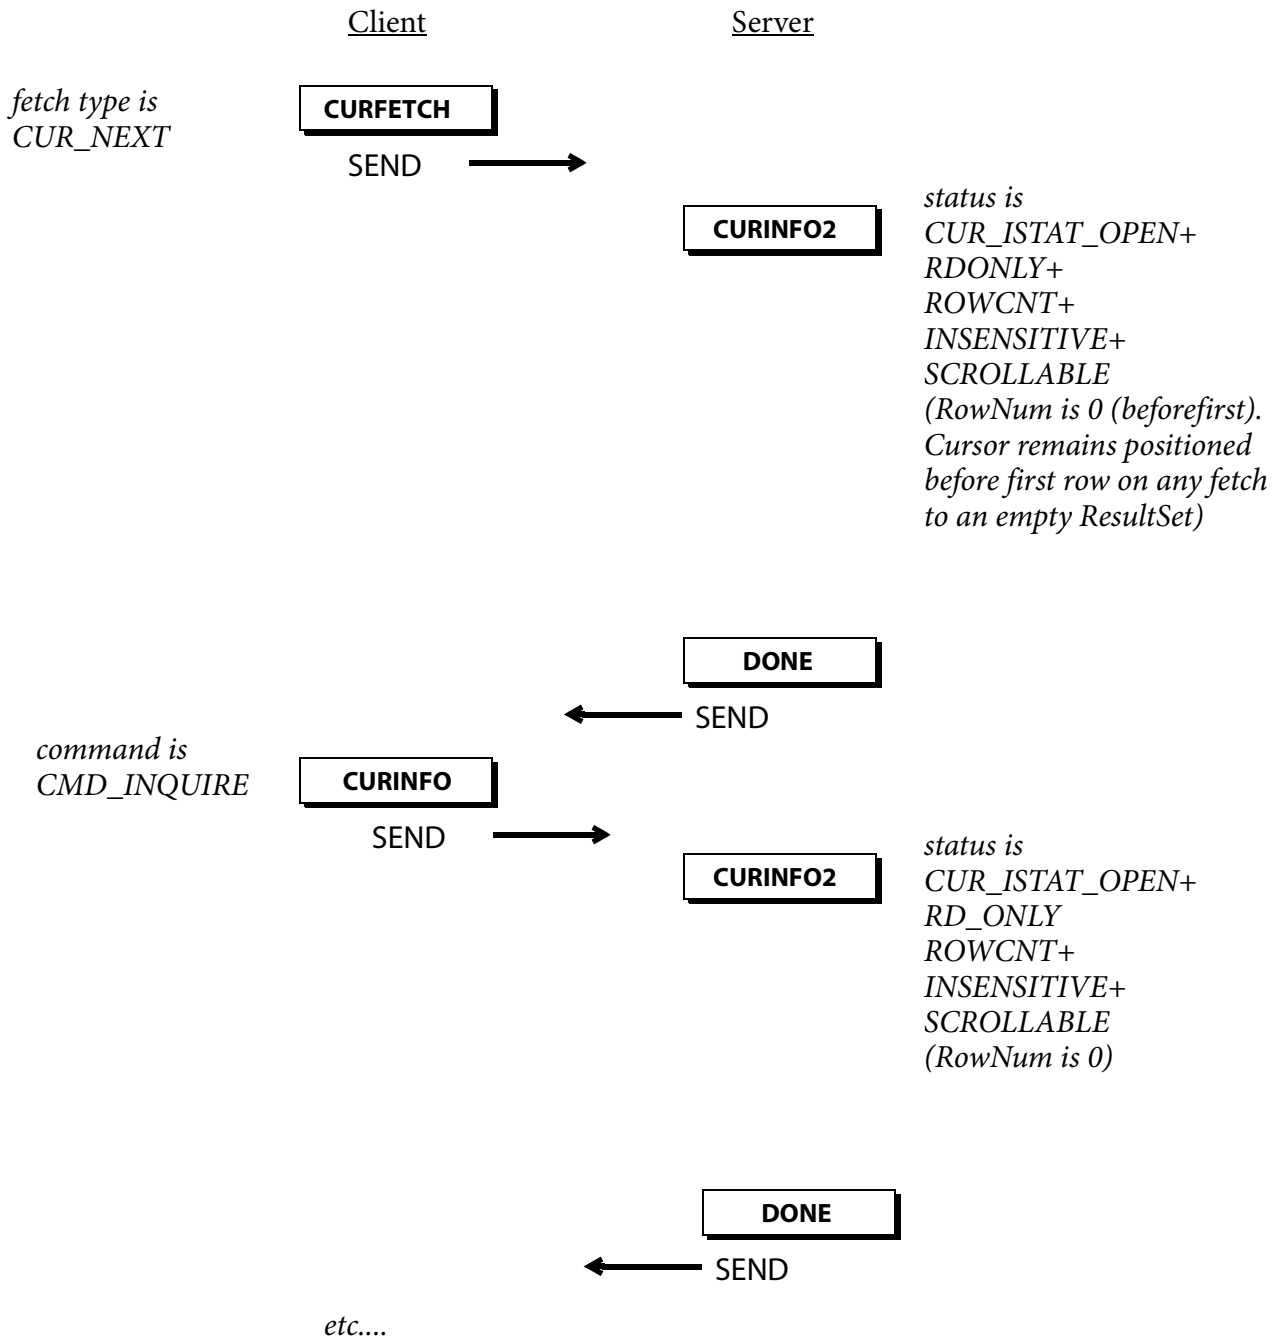 Client
Server
fetch type is
CUR_NEXT
CURFETCH
SEND
CURINFO2
status is
CUR_ISTAT_OPEN+
RDONLY+
ROWCNT+
INSENSITIVE+
SCROLLABLE
(RowNum is 0 (beforefirst).
Cursor remains positioned
before first row on any fetch
to an empty ResultSet)
DONE
SEND
command is
CMD_INQUIRE
CURINFO
SEND
CURINFO2
status is
CUR_ISTAT_OPEN+
RD_ONLY
ROWCNT+
INSENSITIVE+
SCROLLABLE
(RowNum is 0)
DONE
SEND
etc....